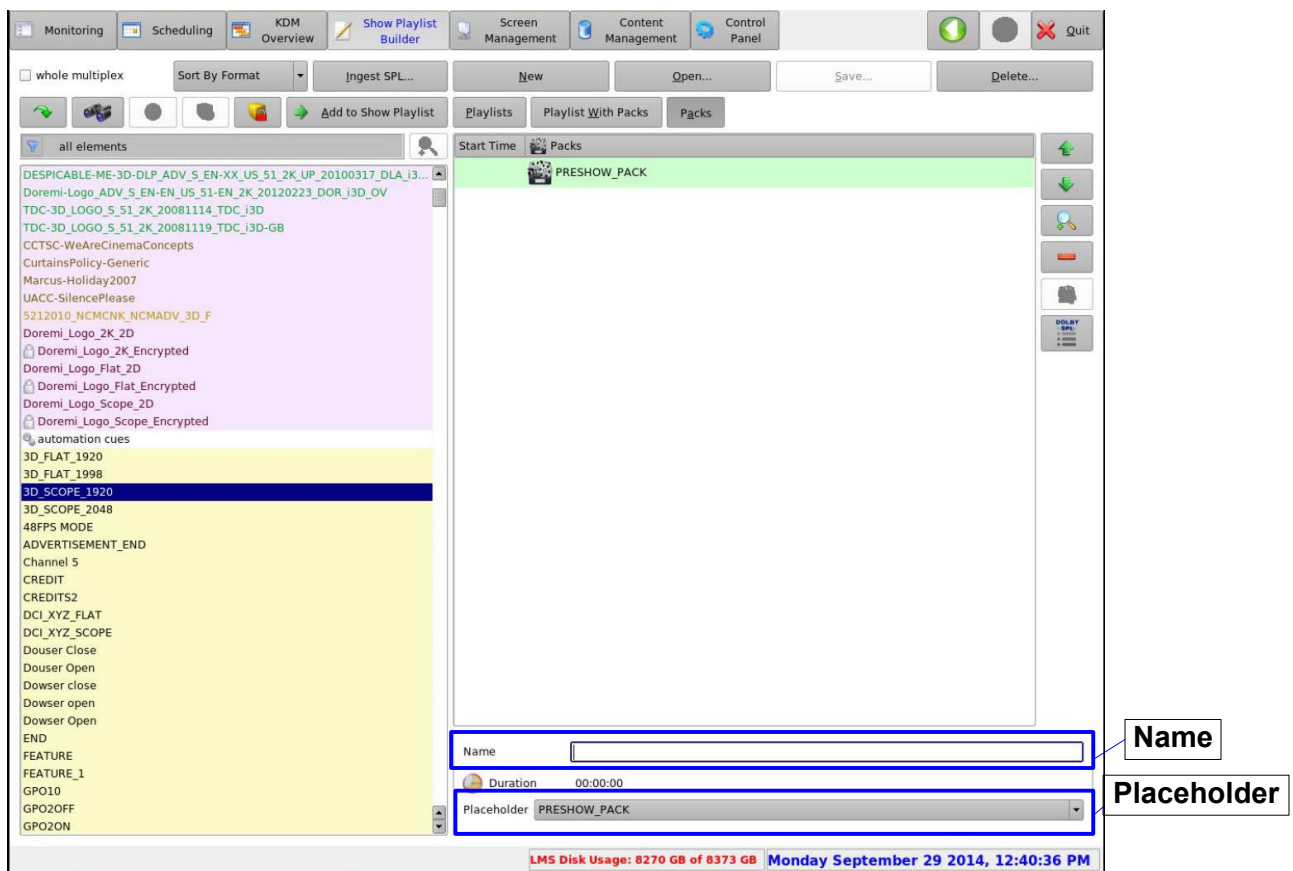 Monitoring
Scheduling
KDM Overview
Show Playlist Builder
Screen Management
Content Management
Control Panel
Quit
whole multiplex
Sort By Format
Ingest SPL...
New
Open...
Save...
Delete...
Add to Show Playlist
Playlists
Playlist With Packs
Packs
all elements
Start Time
Packs
PRESHOW_PACK
DESPICABLE-ME-3D-DLP_ADV_S_EN-XX_US_51_2K_UP_20100317_DLA_i3...
Doremi-Logo_ADV_S_EN-EN_US_51-EN_2K_20120223_DOR_i3D_OV
TDC-3D_LOGO_S_51_2K_20081114_TDC_i3D
TDC-3D_LOGO_S_51_2K_20081119_TDC_i3D-GB
CCTSC-WeAreCinemaConcepts
CurtainsPolicy-Generic
Marcus-Holiday2007
UACC-SilencePlease
5212010_NCMCNK_NCMADV_3D_F
Doremi_Logo_2K_2D
Doremi_Logo_2K_Encrypted
Doremi_Logo_Flat_2D
Doremi_Logo_Flat_Encrypted
Doremi_Logo_Scope_2D
Doremi_Logo_Scope_Encrypted
automation cues
3D_FLAT_1920
3D_FLAT_1998
3D_SCOPE_1920
3D_SCOPE_2048
48FPS MODE
ADVERTISEMENT_END
Channel 5
CREDIT
CREDITS2
DCI_XYZ_FLAT
DCI_XYZ_SCOPE
Douser Close
Douser Open
Dowser close
Dowser open
Dowser Open
END
FEATURE
FEATURE_1
GPO10
GPO2OFF
GPO2ON
DOLBY
SPL
Name
Duration 00:00:00
Placeholder PRESHOW_PACK
Name
Placeholder
LMS Disk Usage: 8270 GB of 8373 GB
Monday September 29 2014, 12:40:36 PM